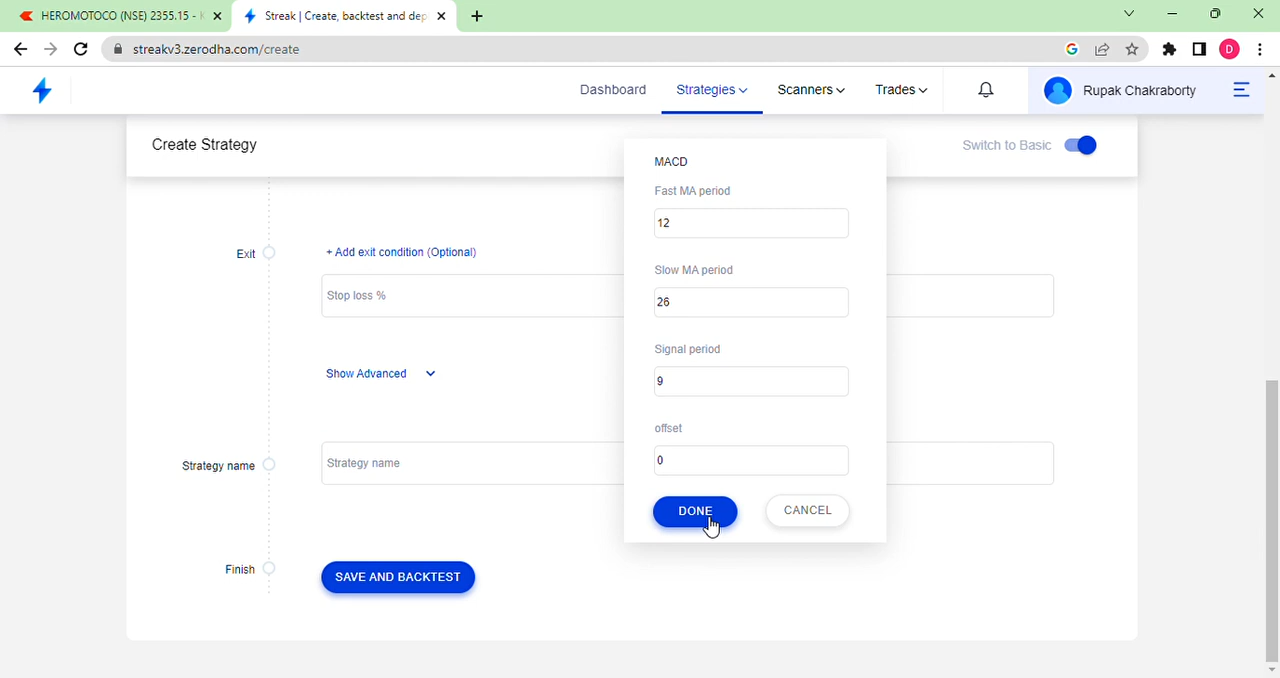 HEROMOTOCO (NSE) 2355.15 -
Streak | Create, backtest and dep
streakv3.zerodha.com/create
D
Dashboard
Strategies
Scanners
Trades
Rupak Chakraborty
Create Strategy
Switch to Basic
MACD
Fast MA period
12
Slow MA period
26
Signal period
9
offset
0
DONE
CANCEL
Exit
+ Add exit condition (Optional)
Stop loss %
Show Advanced
Strategy name
Strategy name
Finish
SAVE AND BACKTEST